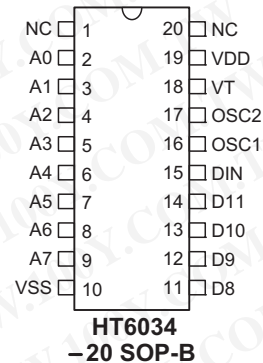 NC 1 20 NC
A0 2 19 VDD
A1 3 18 VT
A2 4 17 OSC2
A3 5 16 OSC1
A4 6 15 DIN
A5 7 14 D11
A6 8 13 D10
A7 9 12 D9
VSS 10 11 D8
HT6034
–20 SOP-B